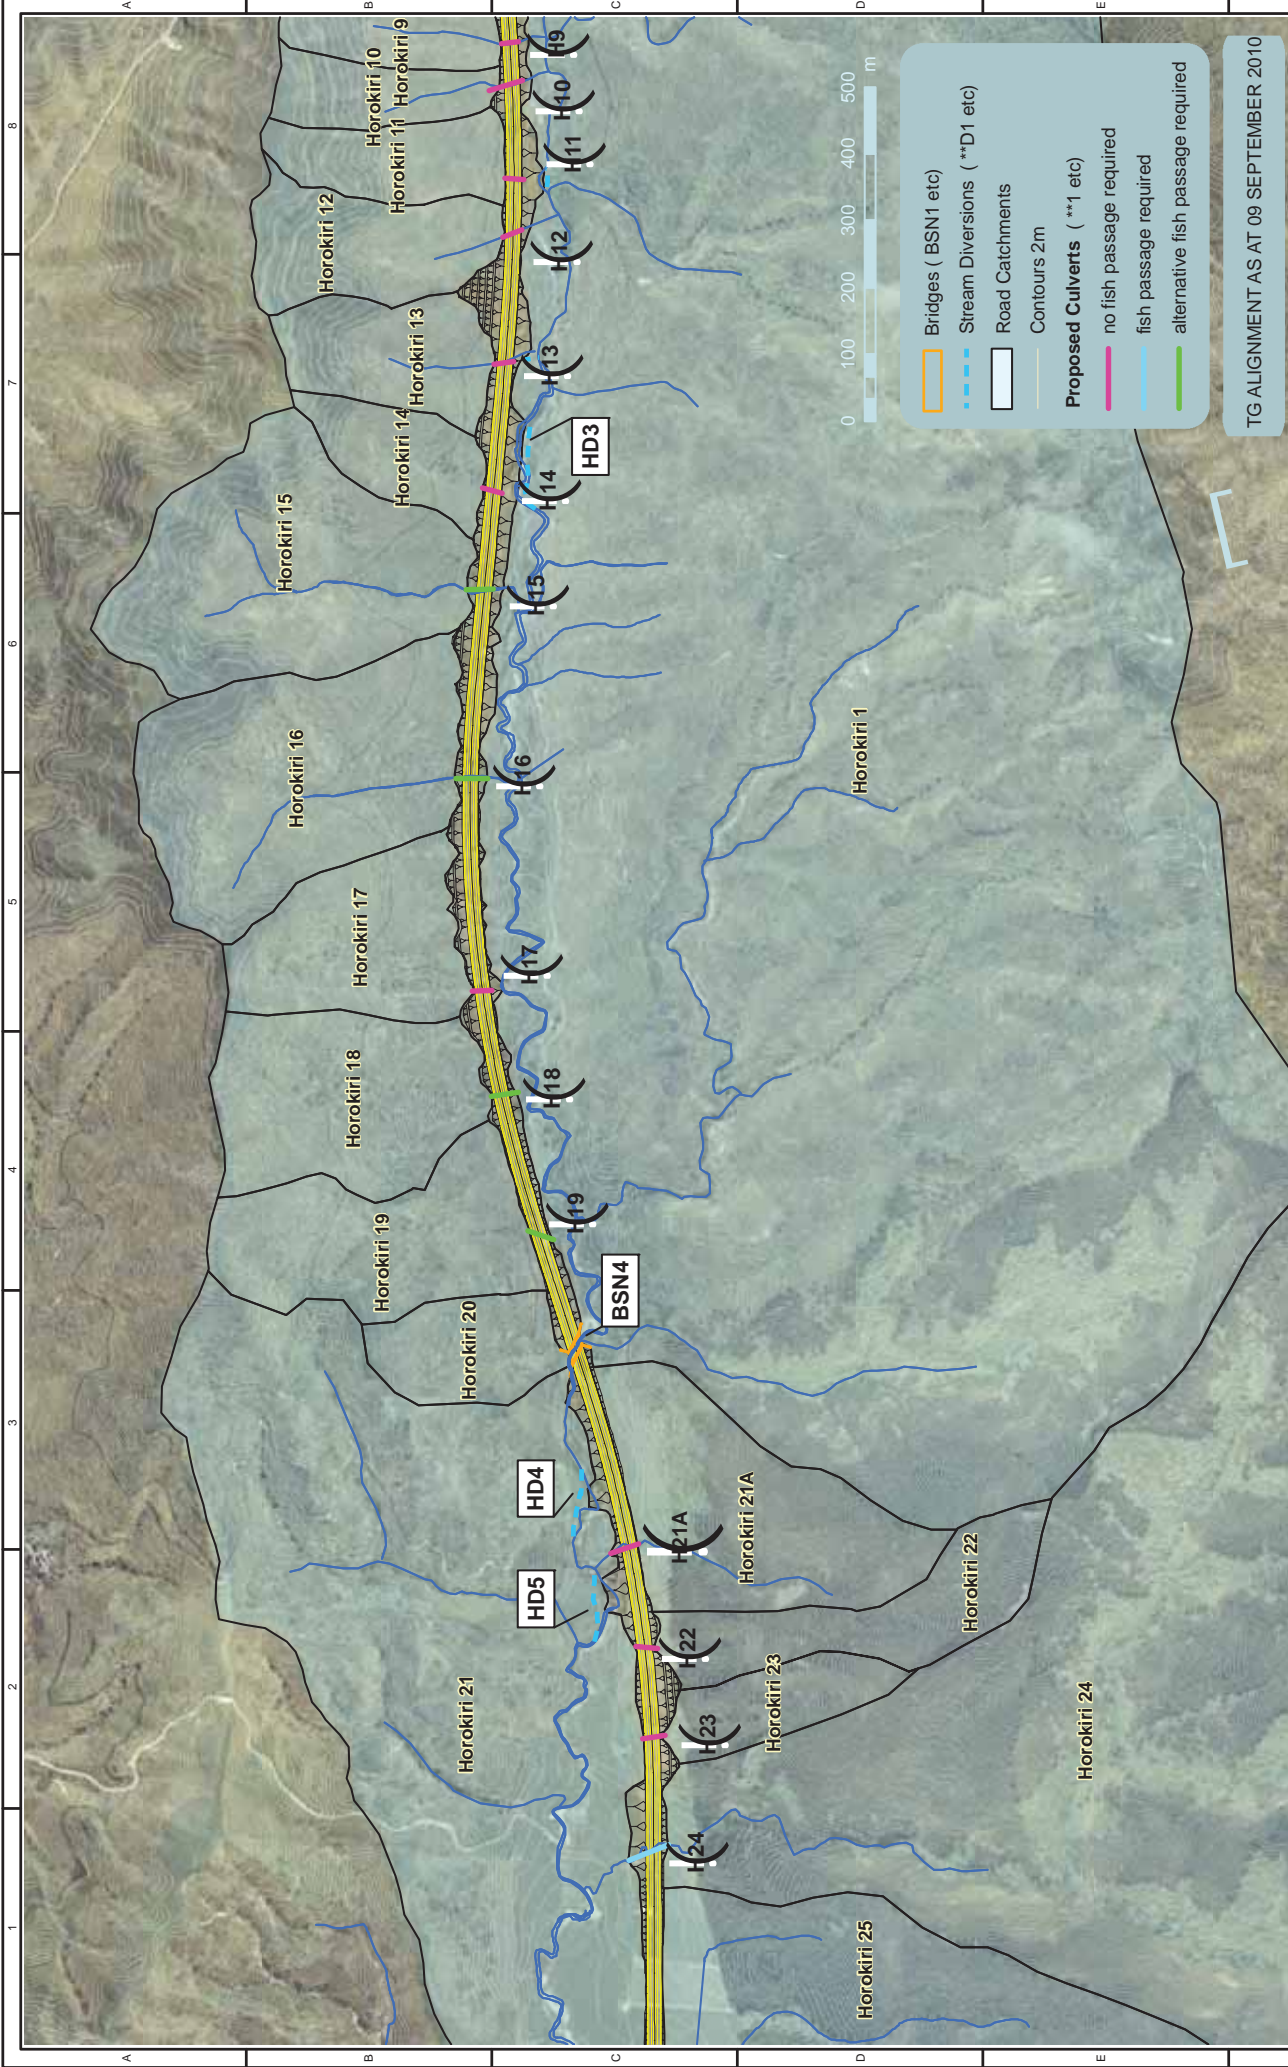 A
B
C
D
E
8
7
6
5
4
3
2
1
A
B
C
D
E
Horokiri 9
Horokiri 10
Horokiri 11
Horokiri 12
Horokiri 13
Horokiri 14
Horokiri 15
Horokiri 16
Horokiri 17
Horokiri 18
Horokiri 19
Horokiri 20
Horokiri 21
Horokiri 21A
Horokiri 22
Horokiri 23
Horokiri 24
Horokiri 25
Horokiri 1
H9
H10
H11
H12
H13
H14
H15
H16
H17
H18
H19
H21A
H22
H23
H24
HD3
BSN4
HD4
HD5
0 100 200 300 400 500
m
Bridges ( BSN1 etc)
Stream Diversions ( **D1 etc)
Road Catchments
Contours 2m
Proposed Culverts ( **1 etc)
no fish passage required
fish passage required
alternative fish passage required
TG ALIGNMENT AS AT 09 SEPTEMBER 2010